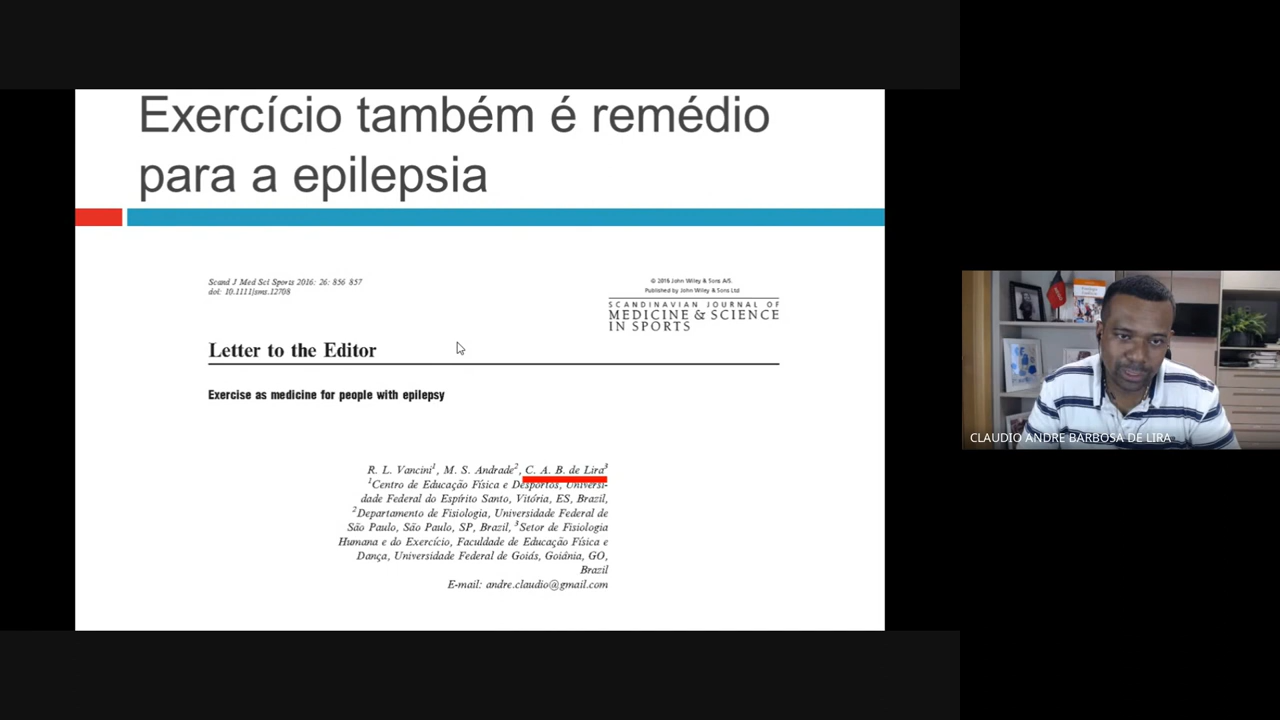 Exercício também é remédio
para a epilepsia
Scand J Med Sci Sports 2016: 26: 856–857
doi: 10.1111/sms.12708
© 2016 John Wiley & Sons A/S.
Published by John Wiley & Sons Ltd
SCANDINAVIAN JOURNAL OF
MEDICINE & SCIENCE
IN SPORTS
Letter to the Editor
Exercise as medicine for people with epilepsy
R. L. Vancini1, M. S. Andrade2, C. A. B. de Lira3
1Centro de Educação Física e Desportos, Universi-
dade Federal do Espírito Santo, Vitória, ES, Brazil,
2Departamento de Fisiologia, Universidade Federal de
São Paulo, São Paulo, SP, Brazil, 3Setor de Fisiologia
Humana e do Exercício, Faculdade de Educação Física e
Dança, Universidade Federal de Goiás, Goiânia, GO,
Brazil
E-mail: andre.claudio@gmail.com
CLAUDIO ANDRE BARBOSA DE LIRA